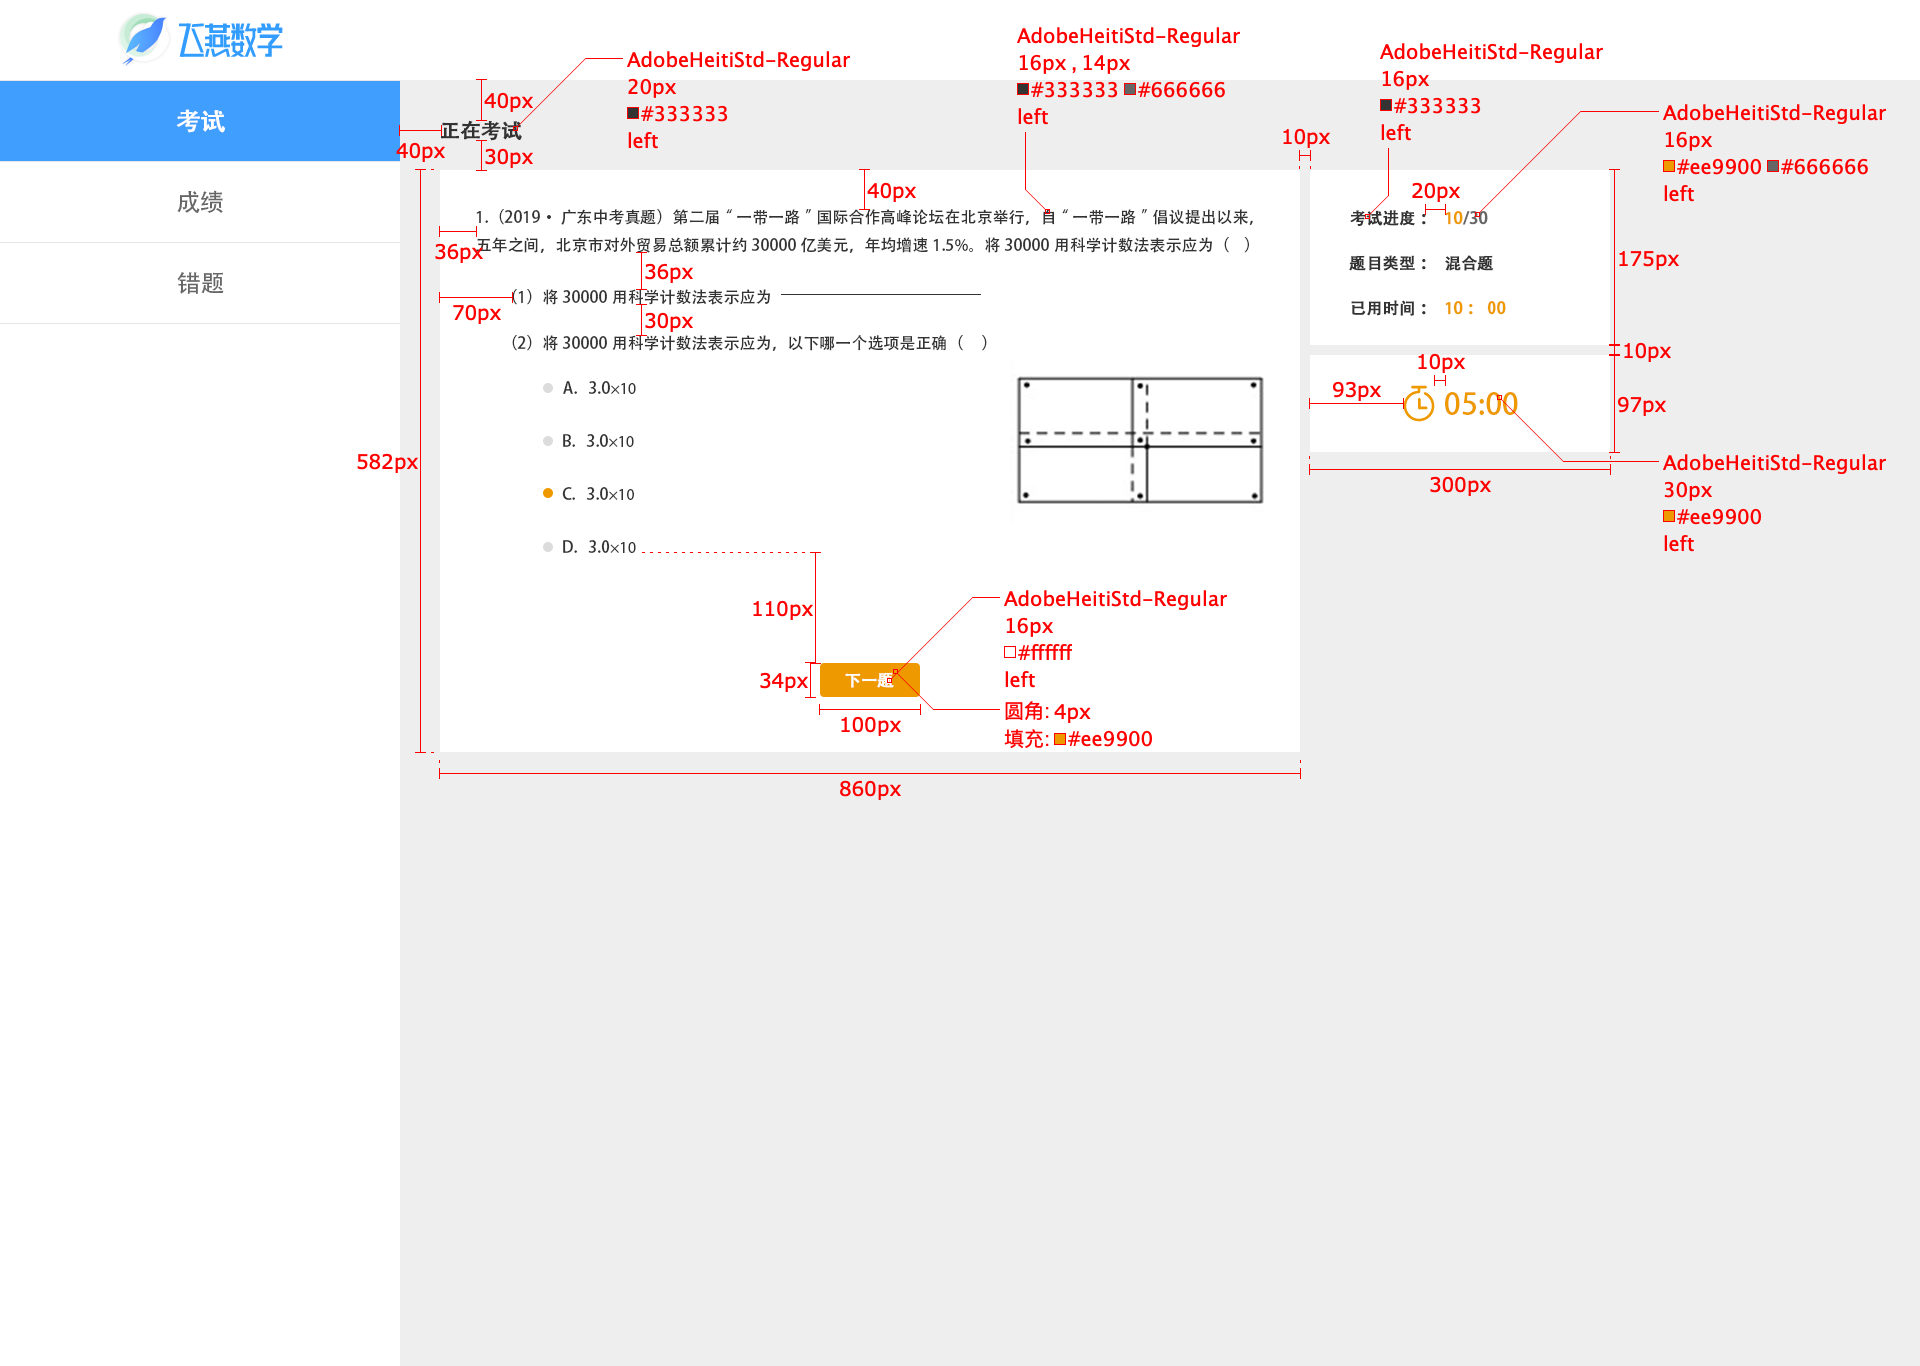 飞燕数学
考试
成绩
错题
40px
正在考试
40px
30px
AdobeHeitiStd-Regular
20px
#333333
left
AdobeHeitiStd-Regular
16px , 14px
#333333 #666666
left
AdobeHeitiStd-Regular
16px
#333333
left
AdobeHeitiStd-Regular
16px
#ee9900 #666666
left
10px
40px
1.（2019• 广东中考真题）第二届“一带一路”国际合作高峰论坛在北京举行，自“一带一路”倡议提出以来，
五年之间，北京市对外贸易总额累计约 30000 亿美元，年均增速 1.5%。将 30000 用科学计数法表示应为（ ）
36px
36px
（1）将 30000 用科学计数法表示应为
70px
30px
（2）将 30000 用科学计数法表示应为，以下哪一个选项是正确（ ）
A. 3.0×10
B. 3.0×10
C. 3.0×10
D. 3.0×10
582px
110px
34px
下一题
100px
AdobeHeitiStd-Regular
16px
#ffffff
left
圆角: 4px
填充: #ee9900
860px
20px
考试进度： 10/30
题目类型： 混合题
已用时间： 10： 00
175px
10px
10px
93px
05:00
97px
300px
AdobeHeitiStd-Regular
30px
#ee9900
left